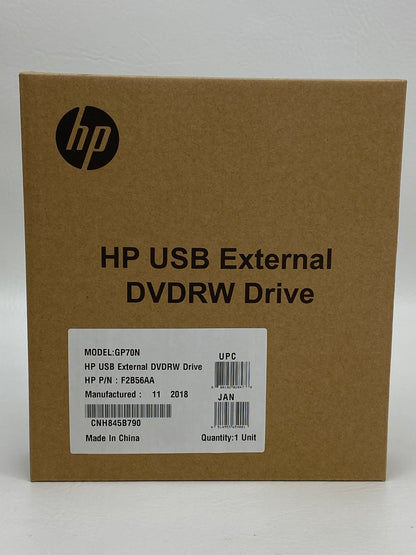 hp
HP USB External
DVDRW Drive
MODEL:GP70N
HP USB External DVDRW Drive
HP P/N : F2B56AA
Manufactured : 11 2018
CNH845B790
Made In China
UPC
JAN
Quantity:1 Unit